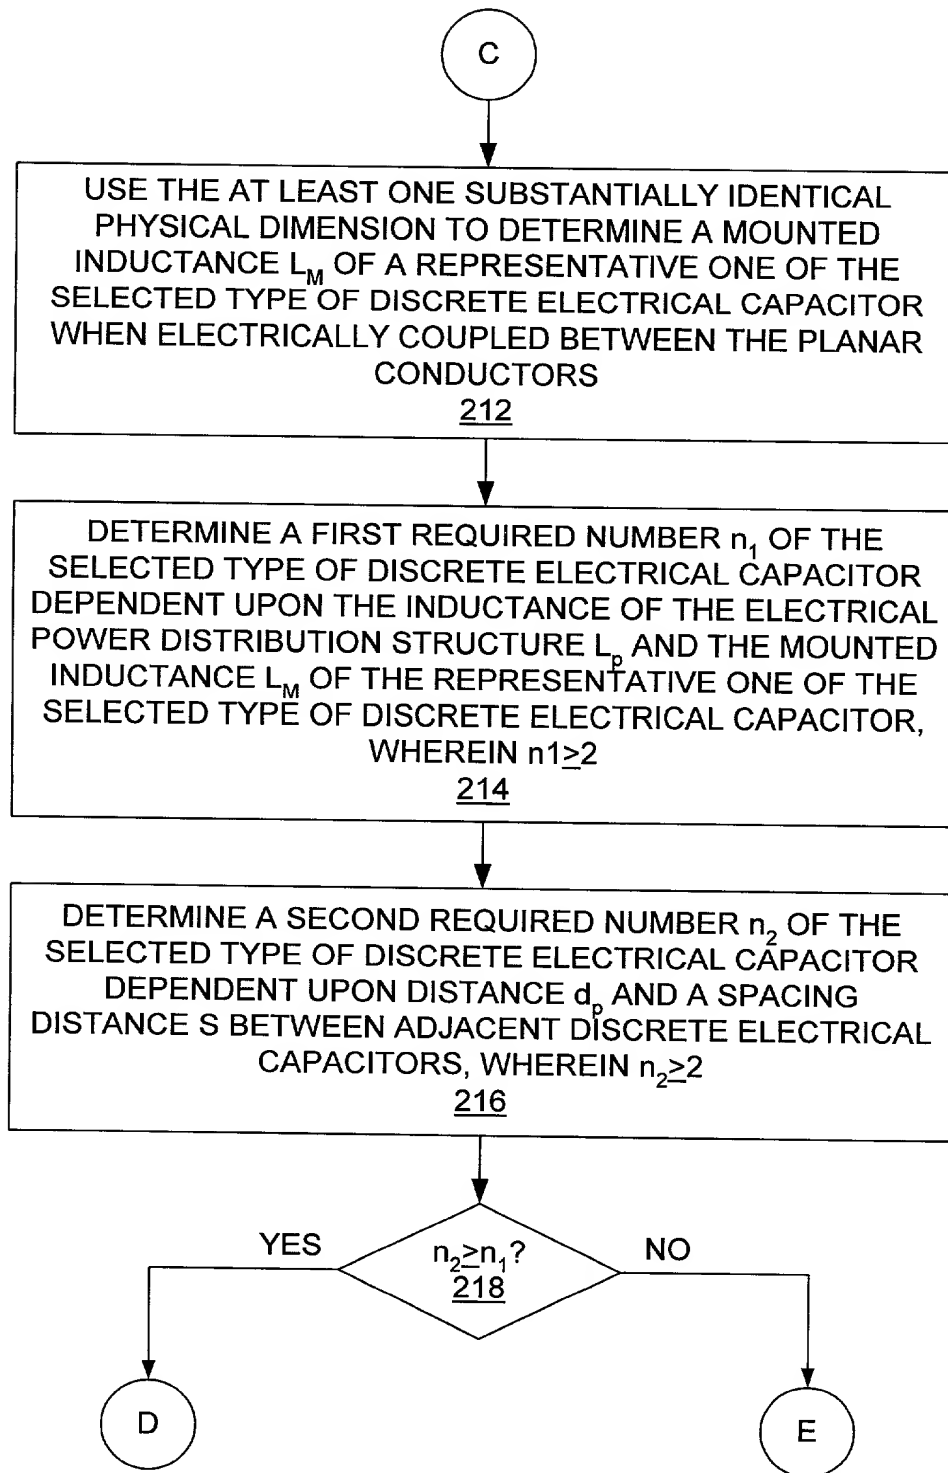 C
USE THE AT LEAST ONE SUBSTANTIALLY IDENTICAL
PHYSICAL DIMENSION TO DETERMINE A MOUNTED
INDUCTANCE L_M OF A REPRESENTATIVE ONE OF THE
SELECTED TYPE OF DISCRETE ELECTRICAL CAPACITOR
WHEN ELECTRICALLY COUPLED BETWEEN THE PLANAR
CONDUCTORS
212
DETERMINE A FIRST REQUIRED NUMBER n₁ OF THE
SELECTED TYPE OF DISCRETE ELECTRICAL CAPACITOR
DEPENDENT UPON THE INDUCTANCE OF THE ELECTRICAL
POWER DISTRIBUTION STRUCTURE L_p AND THE MOUNTED
INDUCTANCE L_M OF THE REPRESENTATIVE ONE OF THE
SELECTED TYPE OF DISCRETE ELECTRICAL CAPACITOR,
WHEREIN n1≥2
214
DETERMINE A SECOND REQUIRED NUMBER n₂ OF THE
SELECTED TYPE OF DISCRETE ELECTRICAL CAPACITOR
DEPENDENT UPON DISTANCE d_p AND A SPACING
DISTANCE S BETWEEN ADJACENT DISCRETE ELECTRICAL
CAPACITORS, WHEREIN n₂≥2
216
YES
n₂≥n₁?
NO
218
D
E